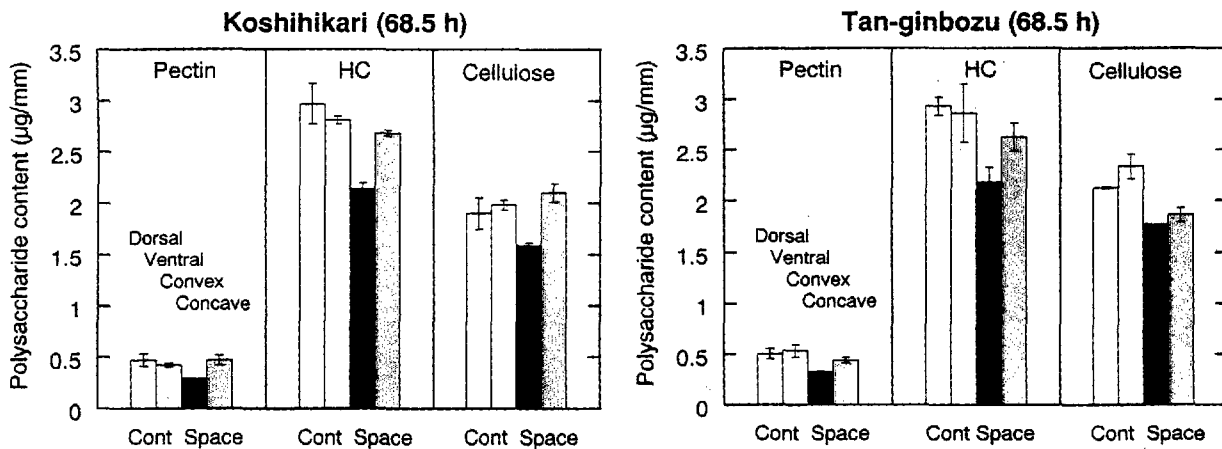 Koshihikari (68.5 h)
Polysaccharide content (µg/mm)
3.5
3
2.5
2
1.5
1
0.5
0
Pectin
HC
Cellulose
Dorsal
Ventral
Convex
Concave
Cont Space
Cont Space
Cont Space
Tan-ginbozu (68.5 h)
Polysaccharide content (µg/mm)
3.5
3
2.5
2
1.5
1
0.5
0
Pectin
HC
Cellulose
Dorsal
Ventral
Convex
Concave
Cont Space
Cont Space
Cont Space